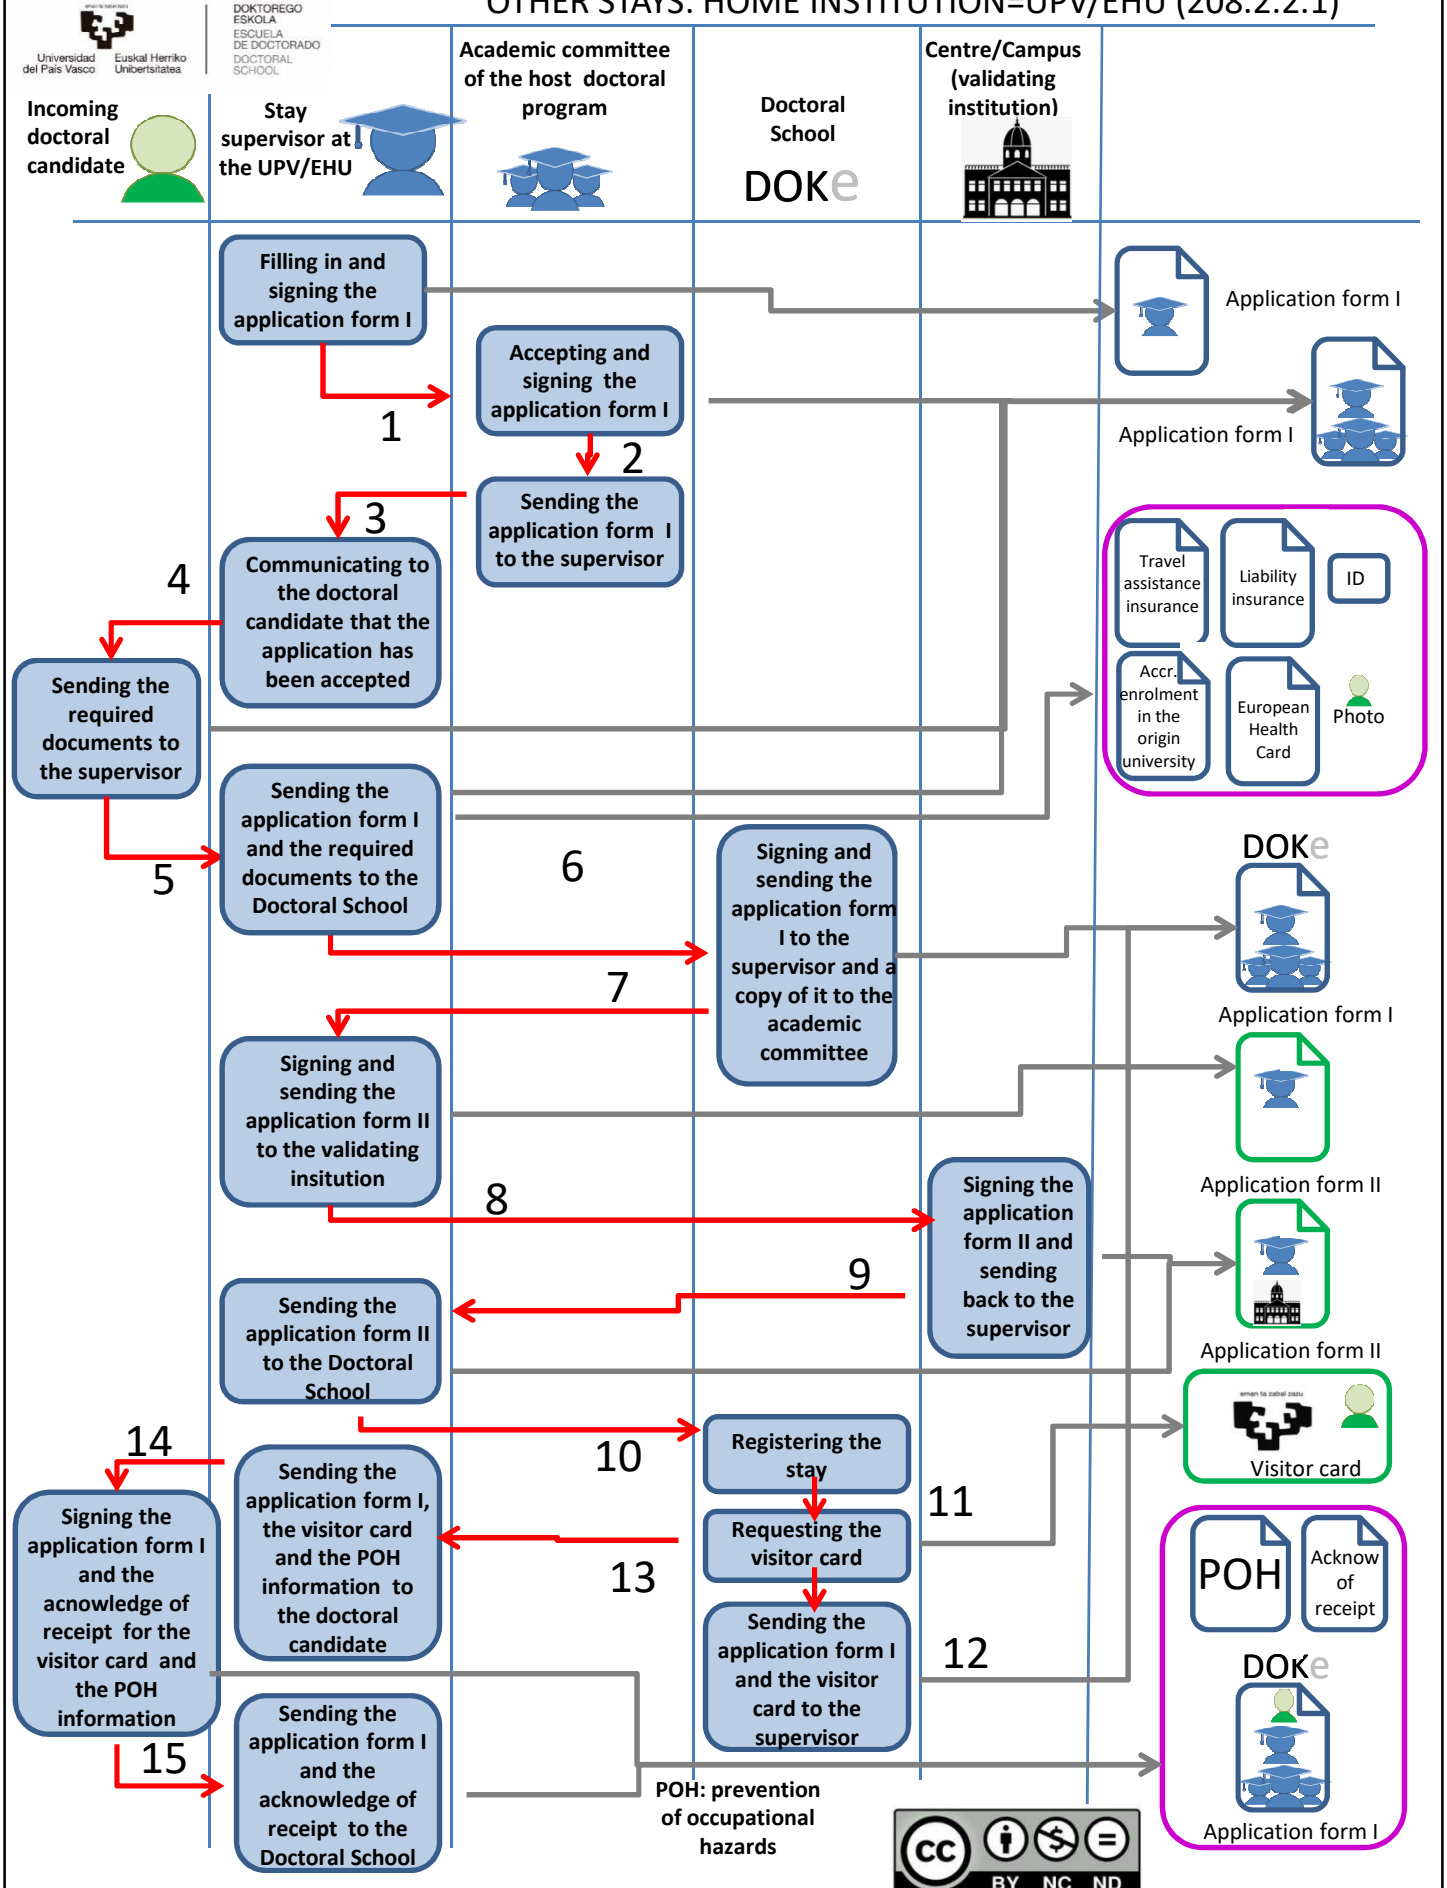 OTHER STAYS: HOME INSTITUTION=UPV/EHU (208.2.2.1)
eman ta zabal zazu
Universidad
del País Vasco
Euskal Herriko
Unibertsitatea
DOKTOREGO
ESKOLA
ESCUELA
DE DOCTORADO
DOCTORAL
SCHOOL
Incoming
doctoral
candidate
Stay
supervisor at
the UPV/EHU
Academic committee
of the host doctoral
program
Doctoral
School
DOKe
Centre/Campus
(validating
institution)
Filling in and
signing the
application form I
Application form I
1
Accepting and
signing the
application form I
Application form I
2
Sending the
application form I
to the supervisor
3
Communicating to
the doctoral
candidate that the
application has
been accepted
4
Travel
assistance
insurance
Liability
insurance
ID
Accr.
enrolment
in the
origin
university
European
Health
Card
Photo
Sending the
required
documents to
the supervisor
5
Sending the
application form I
and the required
documents to the
Doctoral School
6
Signing and
sending the
application form
I to the
supervisor and a
copy of it to the
academic
committee
DOKe
Application form I
7
Signing and
sending the
application form II
to the validating
insitution
Application form II
8
Signing the
application
form II and
sending
back to the
supervisor
Application form II
9
Sending the
application form II
to the Doctoral
School
10
Registering the
stay
eman ta zabal zazu
Visitor card
11
Requesting the
visitor card
12
Sending the
application form I
and the visitor
card to the
supervisor
13
Sending the
application form I,
the visitor card
and the POH
information to
the doctoral
candidate
14
Signing the
application form I
and the
acnowledge of
receipt for the
visitor card and
the POH
information
15
Sending the
application form I
and the
acknowledge of
receipt to the
Doctoral School
POH
Acknow
of
receipt
DOKe
Application form I
POH: prevention
of occupational
hazards
cc
BY NC ND